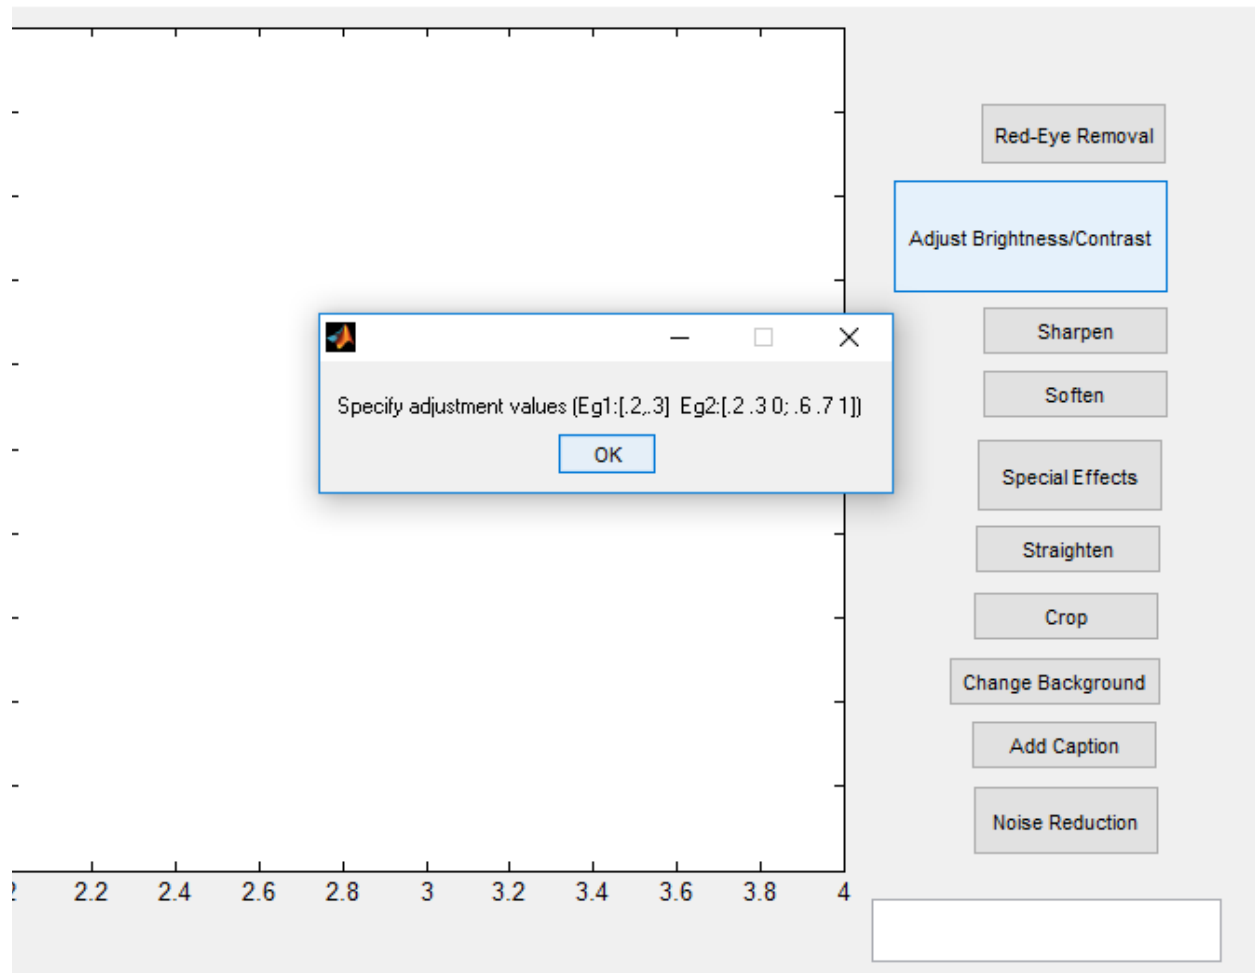 Red-Eye Removal
Adjust Brightness/Contrast
Sharpen
Specify adjustment values (Eg1:[.2,.3]  Eg2:[.2 .3 0; .6 .7 1])
Soften
OK
Special Effects
Straighten
Crop
Change Background
Add Caption
Noise Reduction
2.2 2.4 2.6 2.8 3 3.2 3.4 3.6 3.8 4